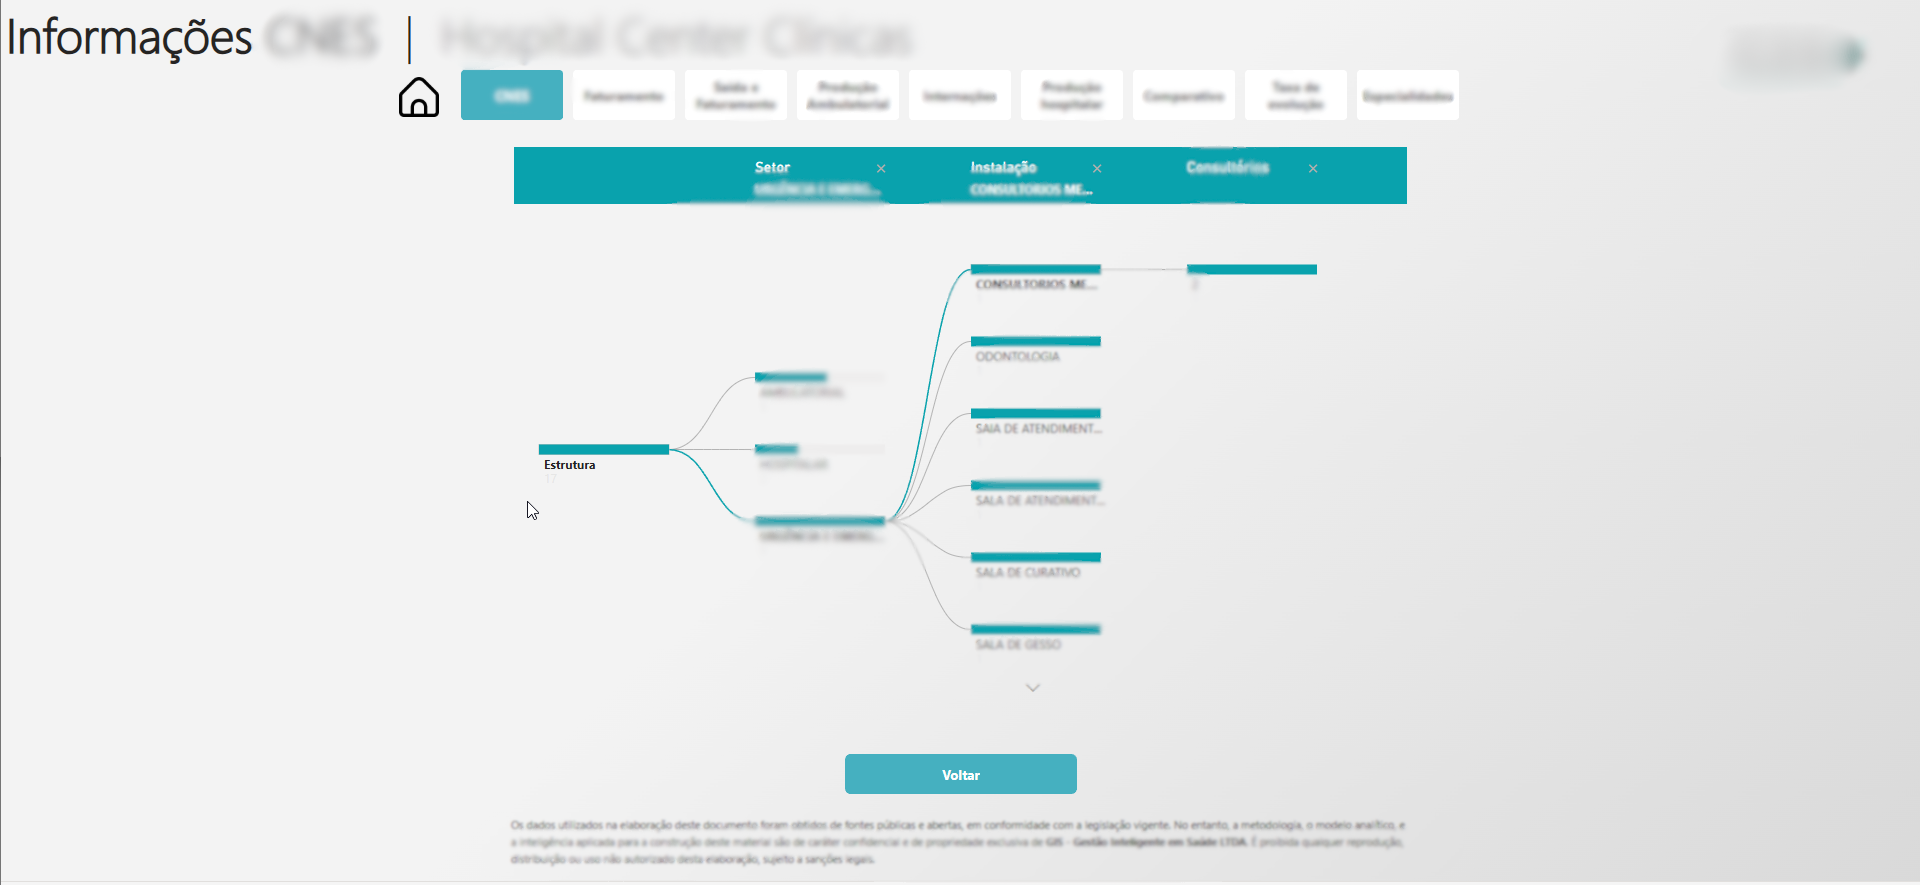 Informações CNES | Hospital Center Clínicas
CNES
Faturamento
Saída e
Faturamento
Produção
Ambulatorial
Internações
Produção
hospitalar
Comparativo
Taxa de
evolução
Especialidades
Setor
URGÊNCIA E EMERG...
Instalação
CONSULTORIOS ME...
Consultórios
CONSULTORIOS ME...
ODONTOLOGIA
AMBULATORIAL
SAIA DE ATENDIMENT...
Estrutura
17
HOSPITALAR
SALA DE ATENDIMENT...
URGÊNCIA E EMERG...
SALA DE CURATIVO
SALA DE GESSO
Voltar
Os dados utilizados na elaboração deste documento foram obtidos de fontes públicas e abertas, em conformidade com a legislação vigente. No entanto, a metodologia, o modelo analítico, e
a inteligência aplicada para a construção deste material são de caráter confidencial e de propriedade exclusiva de GIS - Gestão Inteligente em Saúde LTDA. É proibida qualquer reprodução,
distribuição ou uso não autorizado desta elaboração, sujeito a sanções legais.